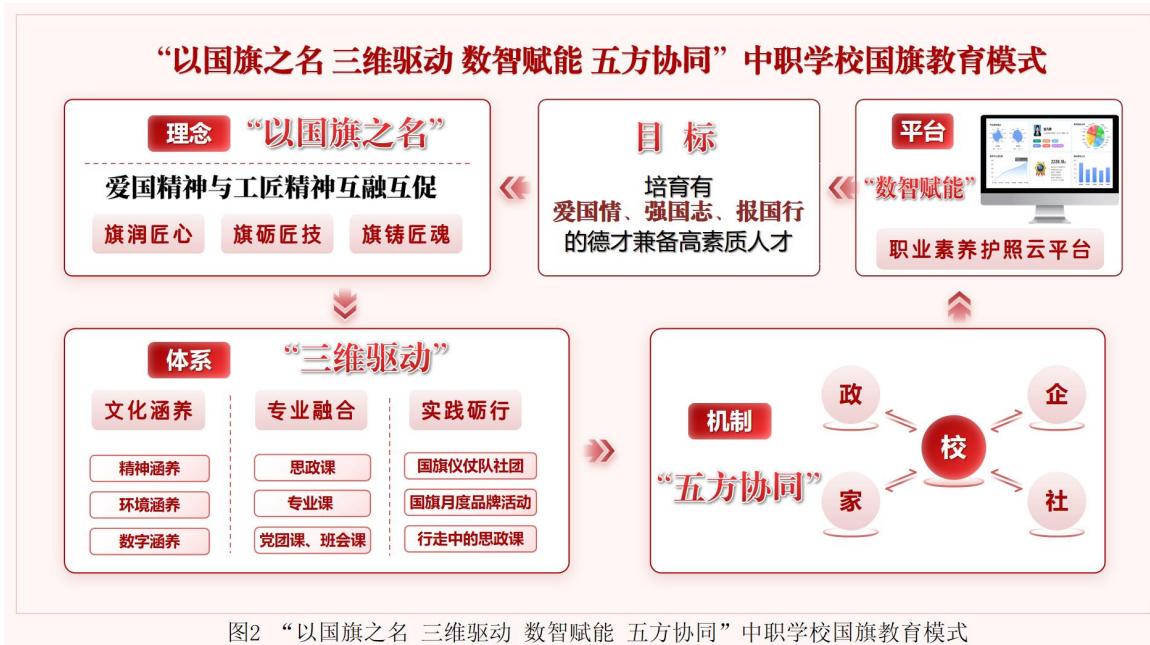 “以国旗之名 三维驱动 数智赋能 五方协同”中职学校国旗教育模式
理念 “以国旗之名”
爱国精神与工匠精神互融互促
旗润匠心 旗砺匠技 旗铸匠魂
目 标
培育有
爱国情、强国志、报国行
的德才兼备高素质人才
平台
“数智赋能”
职业素养护照云平台
体系 “三维驱动”
文化涵养 专业融合 实践砺行
精神涵养 思政课 国旗仪仗队社团
环境涵养 专业课 国旗月度品牌活动
数字涵养 党团课、班会课 行走中的思政课
机制
“五方协同”
政 企
校
家 社
图2 “以国旗之名 三维驱动 数智赋能 五方协同”中职学校国旗教育模式